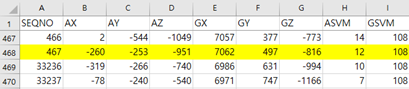 A B C D E F G H I
1 SEQNO AX AY AZ GX GY GZ ASVM GSVM
467 466 2 -544 -1049 7057 377 -773 14 108
468 467 -260 -253 -951 7062 497 -816 12 108
469 33236 -319 -266 -740 6986 631 -994 10 108
470 33237 -78 -240 -540 6971 747 -1166 7 108